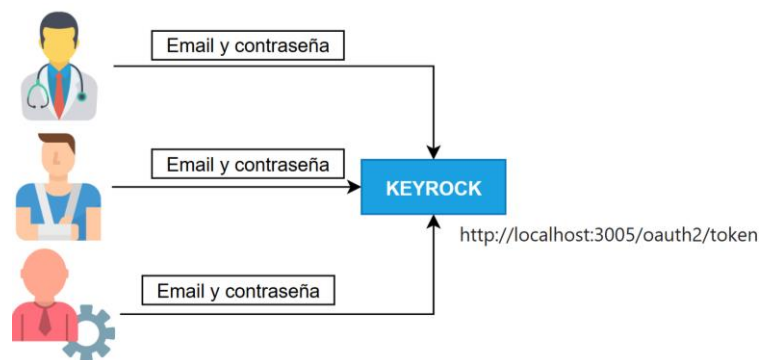 Email y contraseña
Email y contraseña
KEYROCK
http://localhost:3005/oauth2/token
Email y contraseña